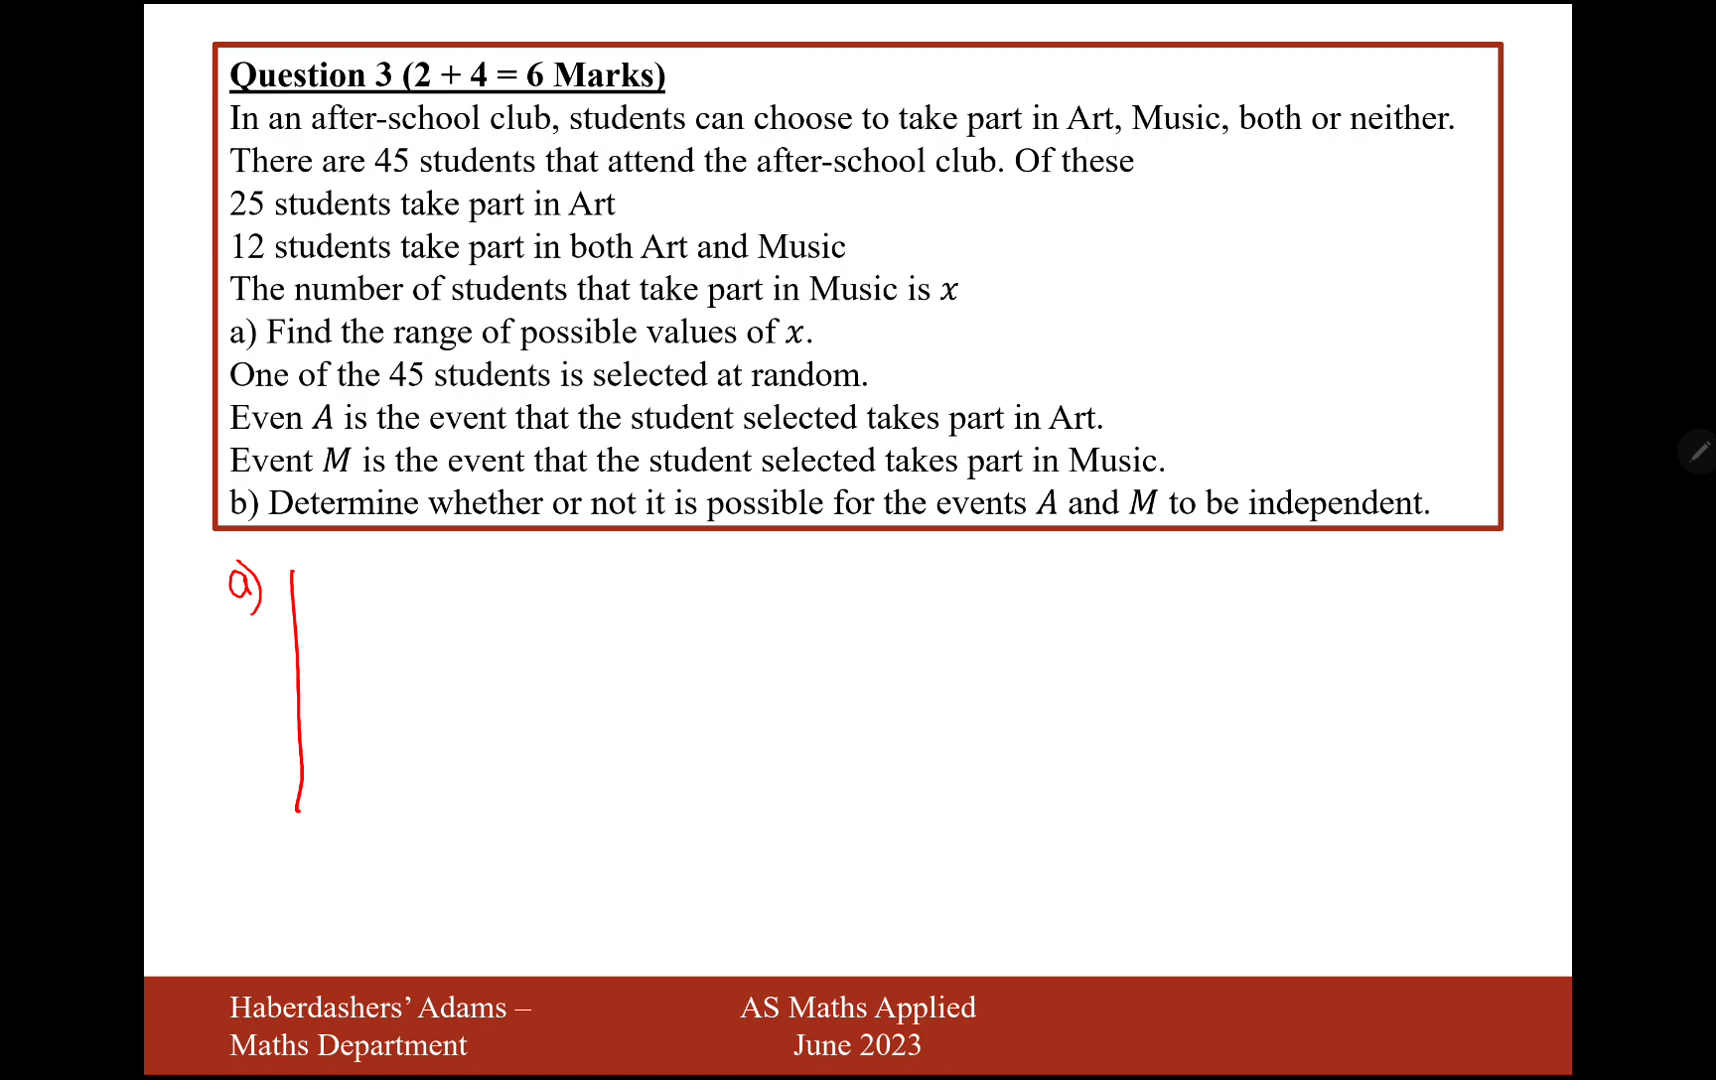 Question 3 (2 + 4 = 6 Marks)
In an after-school club, students can choose to take part in Art, Music, both or neither.
There are 45 students that attend the after-school club. Of these
25 students take part in Art
12 students take part in both Art and Music
The number of students that take part in Music is x
a) Find the range of possible values of x.
One of the 45 students is selected at random.
Even A is the event that the student selected takes part in Art.
Event M is the event that the student selected takes part in Music.
b) Determine whether or not it is possible for the events A and M to be independent.
a)
Haberdashers’ Adams –
Maths Department
AS Maths Applied
June 2023